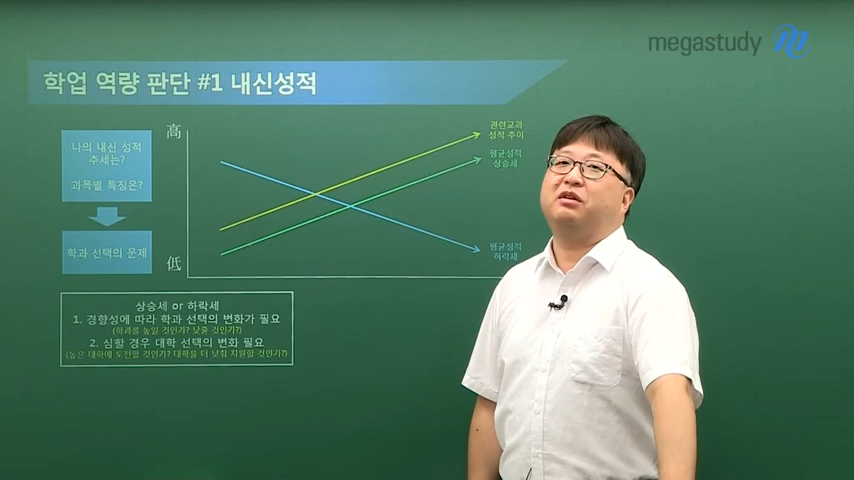 megastudy
학업 역량 판단 #1 내신성적
나의 내신 성적
추세는?
과목별 특징은?
학과 선택의 문제
高
低
관련교과
성적 추이
평균성적
상승세
평균성적
하락세
상승세 or 하락세
1. 경향성에 따라 학과 선택의 변화가 필요
(학과를 높일 것인가? 낮출 것인가?)
2. 심할 경우 대학 선택의 변화 필요
(높은 대학에 도전할 것인가? 대학을 더 낮춰 지원할 것인가?)